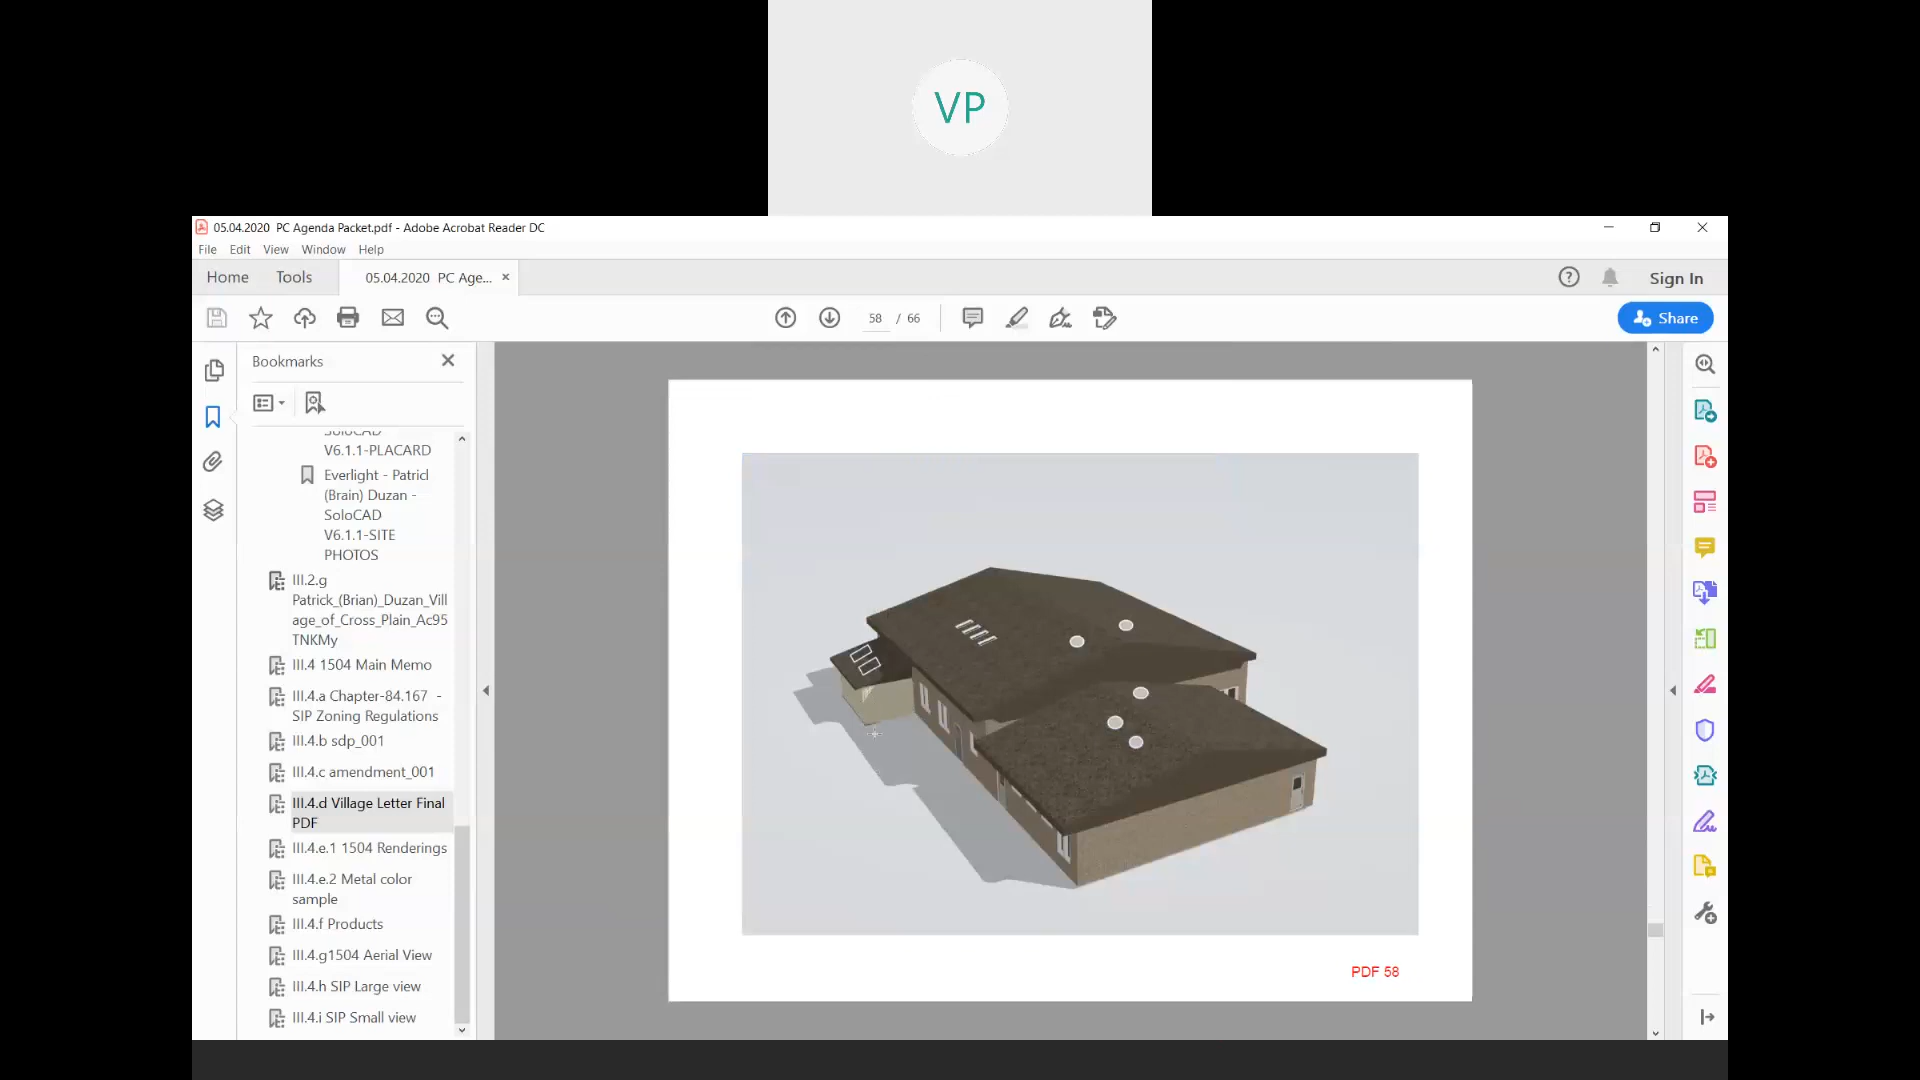 VP
05.04.2020 PC Agenda Packet.pdf - Adobe Acrobat Reader DC
File Edit View Window Help
Home Tools 05.04.2020 PC Age... Sign In
58 / 66 Share
Bookmarks
SoloCAD
V6.1.1-PLACARD
Everlight - Patricl
(Brain) Duzan -
SoloCAD
V6.1.1-SITE
PHOTOS
III.2.g
Patrick_(Brian)_Duzan_Vill
age_of_Cross_Plain_Ac95
TNKMy
III.4 1504 Main Memo
III.4.a Chapter-84.167 -
SIP Zoning Regulations
III.4.b sdp_001
III.4.c amendment_001
III.4.d Village Letter Final
PDF
III.4.e.1 1504 Renderings
III.4.e.2 Metal color
sample
III.4.f Products
III.4.g1504 Aerial View
III.4.h SIP Large view
III.4.i SIP Small view
PDF 58